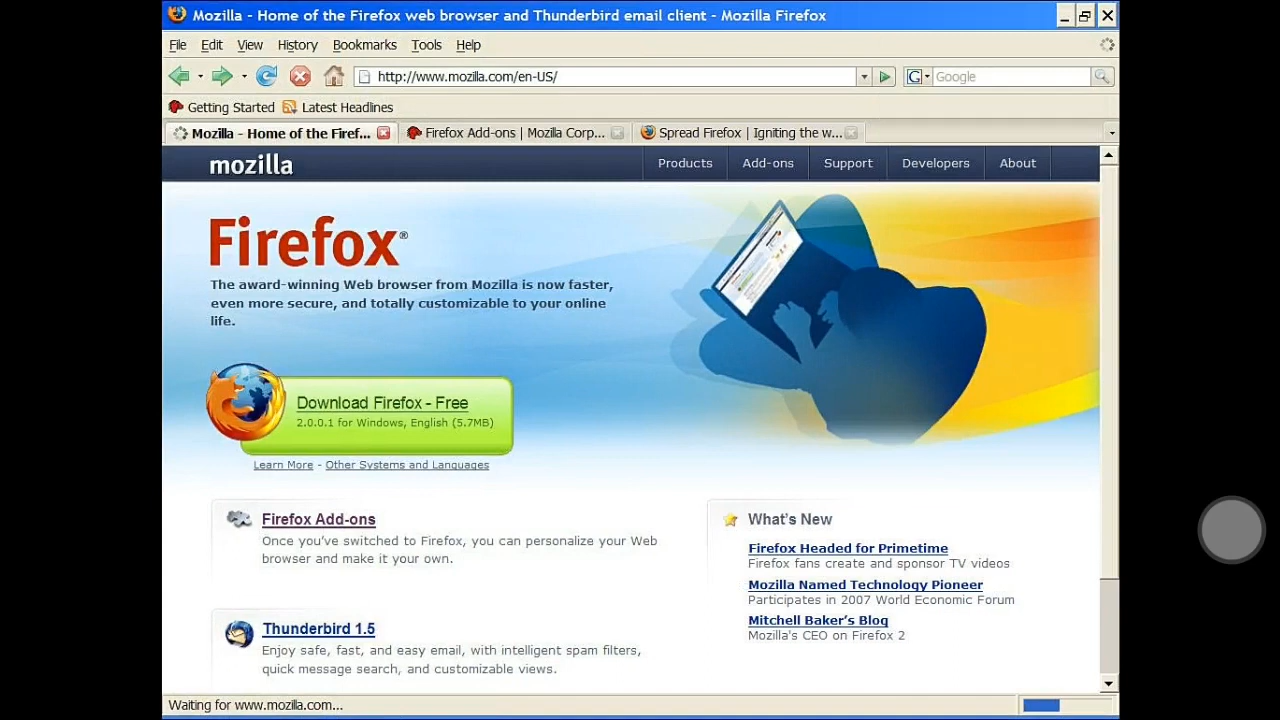 Mozilla - Home of the Firefox web browser and Thunderbird email client - Mozilla Firefox
File Edit View History Bookmarks Tools Help
http://www.mozilla.com/en-US/ G Google
Getting Started Latest Headlines
Mozilla - Home of the Firef... Firefox Add-ons | Mozilla Corp... Spread Firefox | Igniting the w...
mozilla Products Add-ons Support Developers About
Firefox®
The award-winning Web browser from Mozilla is now faster,
even more secure, and totally customizable to your online
life.
Download Firefox - Free
2.0.0.1 for Windows, English (5.7MB)
Learn More - Other Systems and Languages
Firefox Add-ons
Once you've switched to Firefox, you can personalize your Web
browser and make it your own.
Thunderbird 1.5
Enjoy safe, fast, and easy email, with intelligent spam filters,
quick message search, and customizable views.
What's New
Firefox Headed for Primetime
Firefox fans create and sponsor TV videos
Mozilla Named Technology Pioneer
Participates in 2007 World Economic Forum
Mitchell Baker's Blog
Mozilla's CEO on Firefox 2
Waiting for www.mozilla.com...